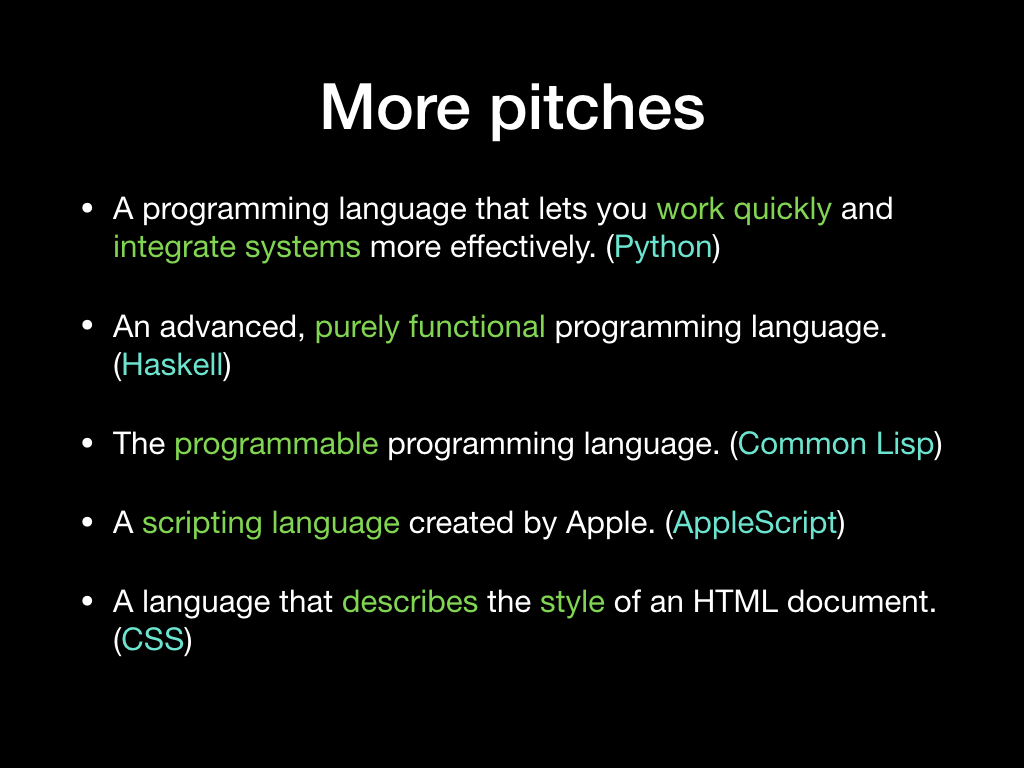 More pitches
• A programming language that lets you work quickly and
integrate systems more effectively. (Python)
• An advanced, purely functional programming language.
(Haskell)
• The programmable programming language. (Common Lisp)
• A scripting language created by Apple. (AppleScript)
• A language that describes the style of an HTML document.
(CSS)